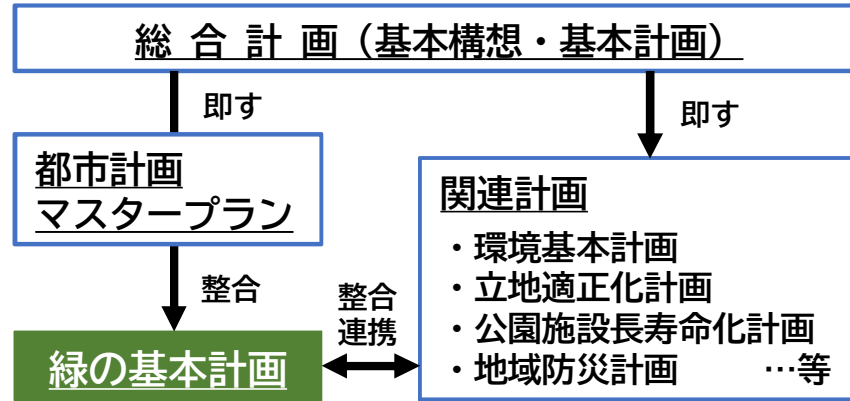 総合計画（基本構想・基本計画）
即す
即す
都市計画
マスタープラン
整合
緑の基本計画
整合
連携
関連計画
・環境基本計画
・立地適正化計画
・公園施設長寿命化計画
・地域防災計画　　…等